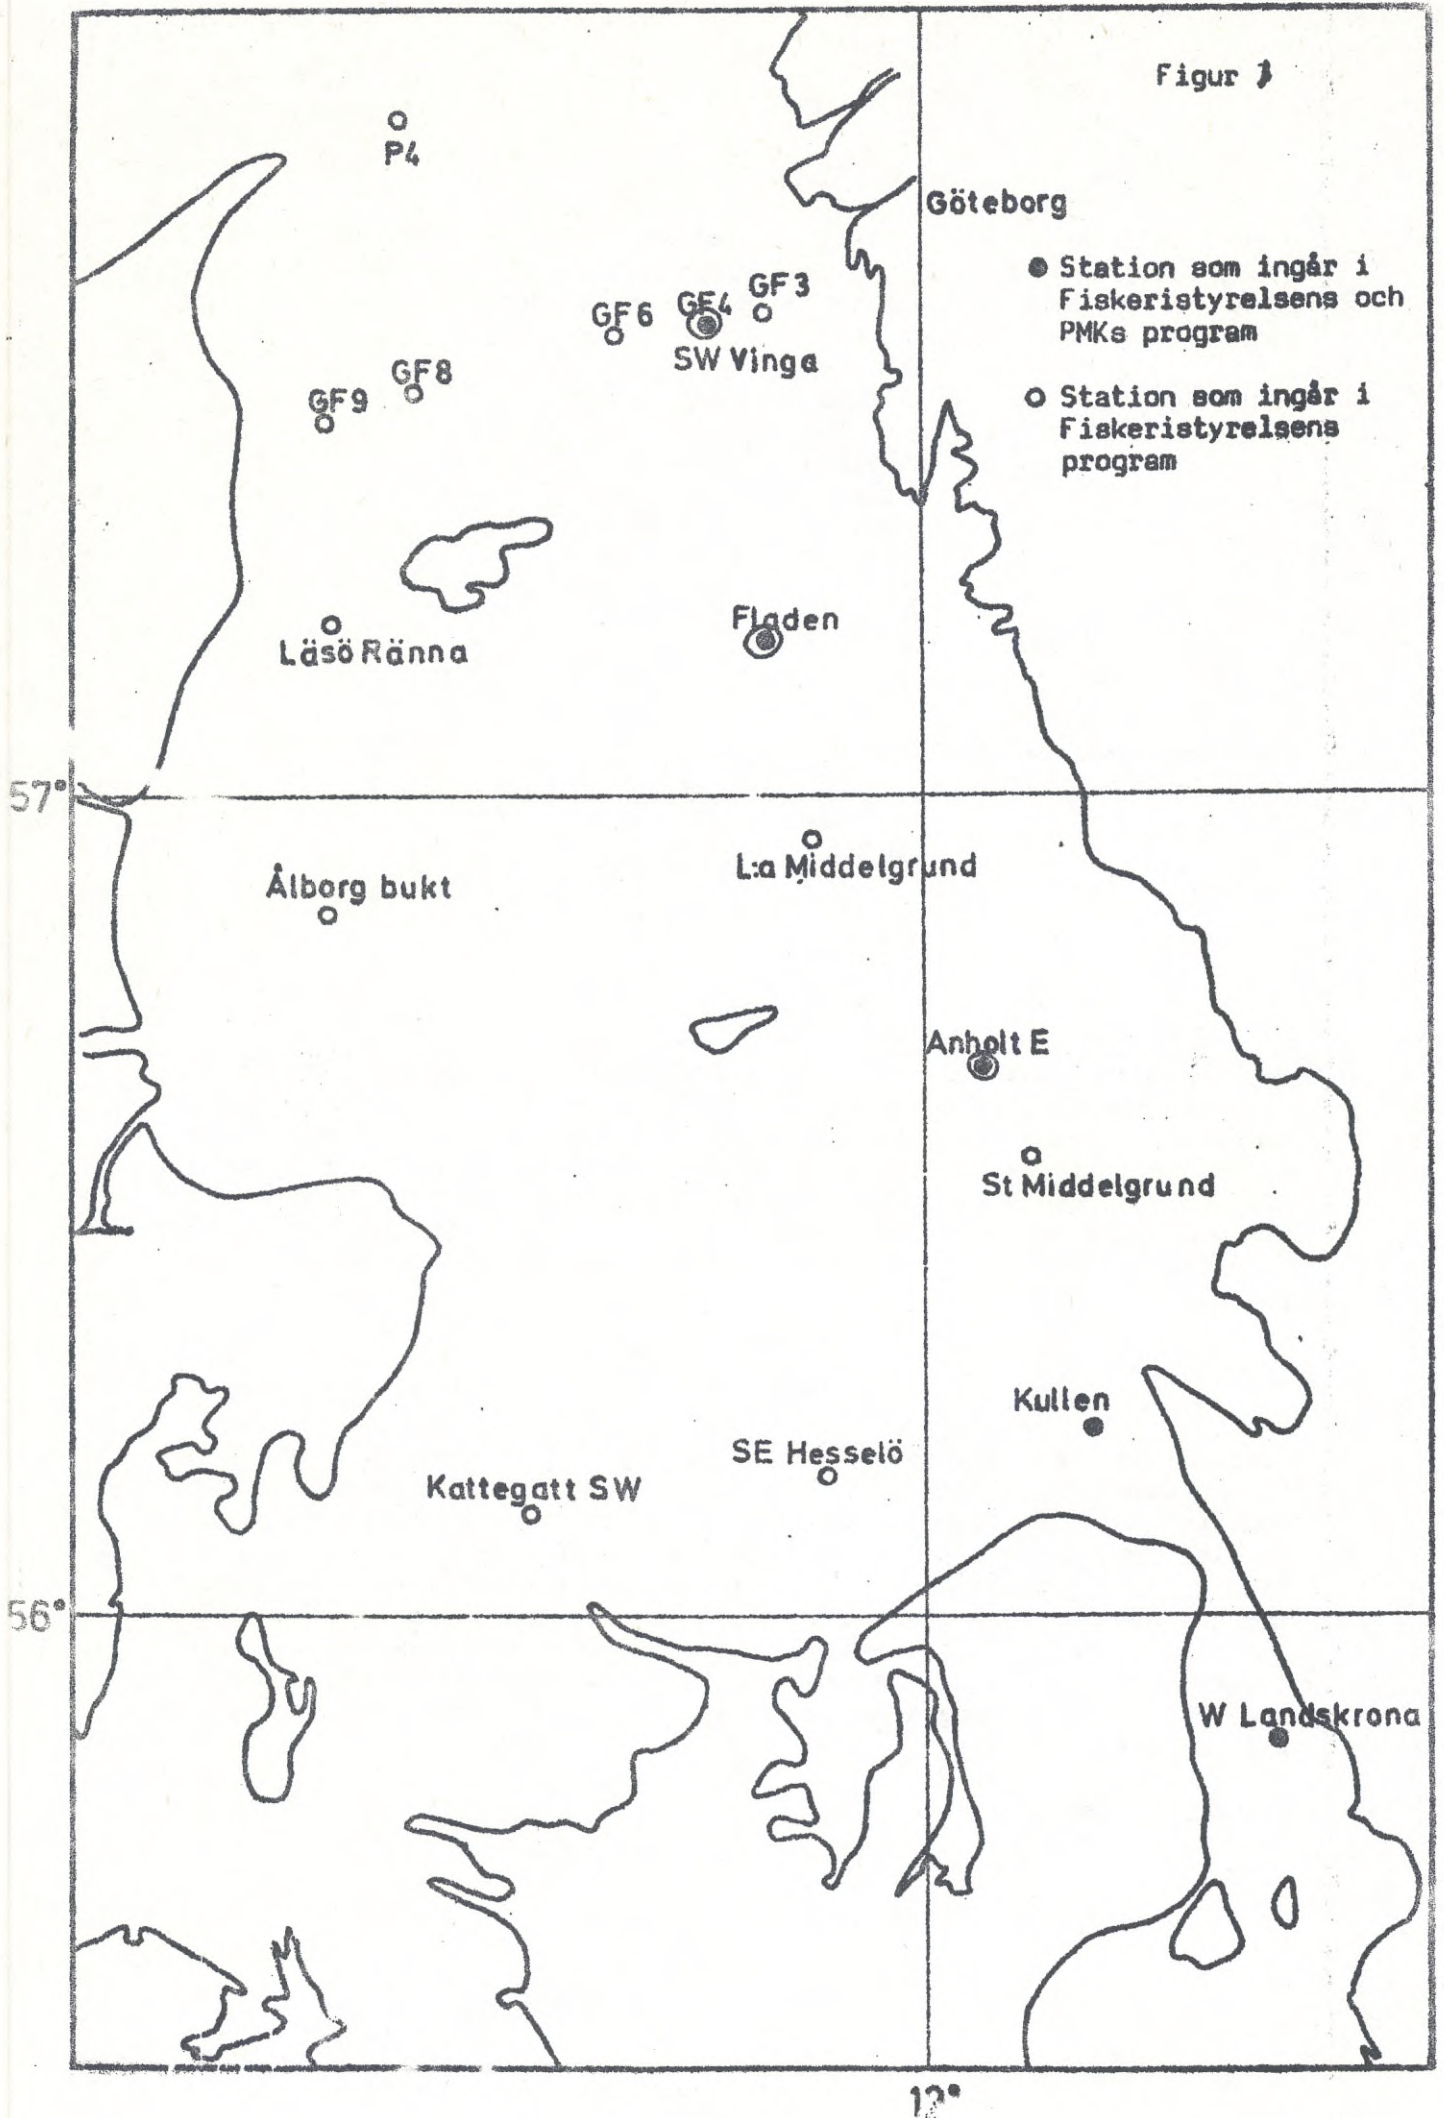 Figur
P4
Göteborg
● Station som ingår i
Fiskeristyrelsens och
PMKs program
GF3
GF4
GF6
SW Vinga
GF8
GF9
○ Station som ingår i
Fiskeristyrelsens
program
Fladen
Läsö Ränna
57°
L:a Middelgrund
Ålborg bukt
Anholt E
St Middelgrund
Kullen
SE Hesselö
Kattegatt SW
56°
W Landskrona